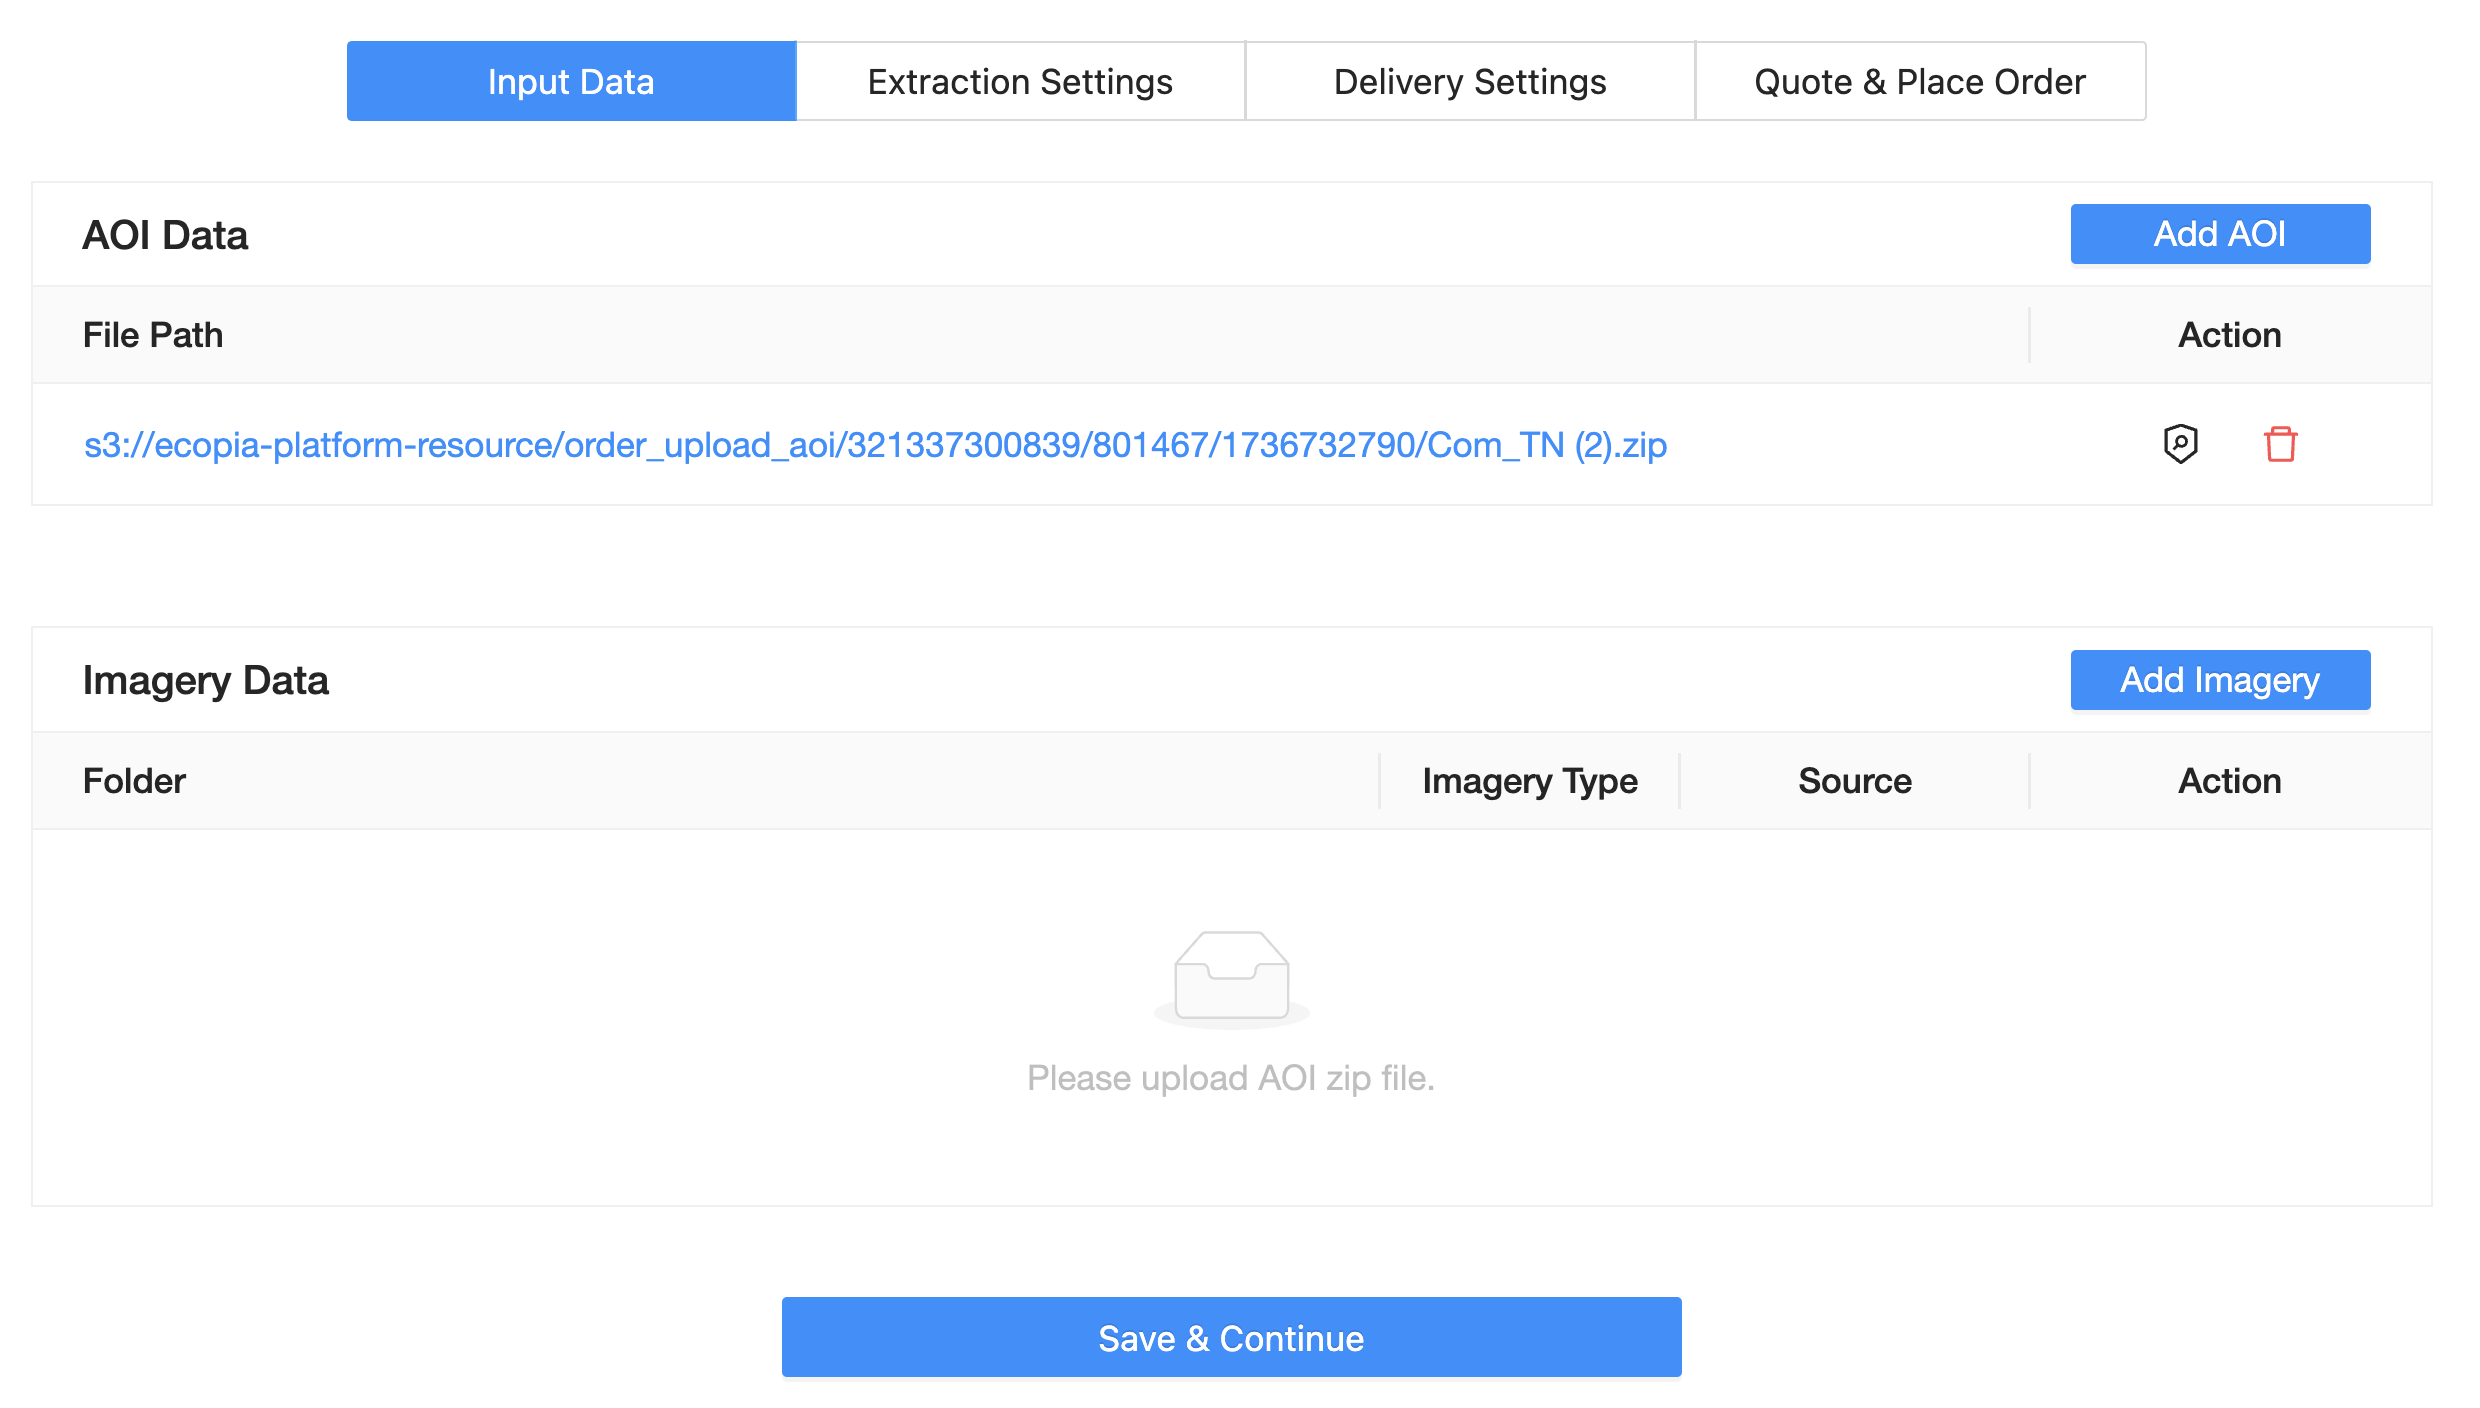 Input Data
Extraction Settings
Delivery Settings
Quote & Place Order
AOI Data
Add AOI
File Path
Action
s3://ecopia-platform-resource/order_upload_aoi/321337300839/801467/1736732790/Com_TN (2).zip
Imagery Data
Add Imagery
Folder
Imagery Type
Source
Action
Please upload AOI zip file.
Save & Continue